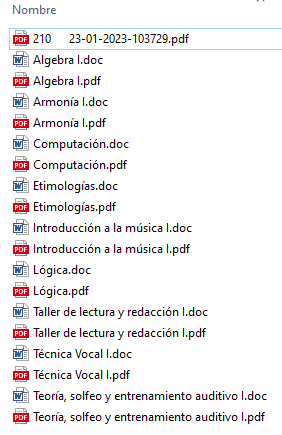 Nombre
210 23-01-2023-103729.pdf
Algebra I.doc
Algebra I.pdf
Armonía I.doc
Armonía I.pdf
Computación.doc
Computación.pdf
Etimologías.doc
Etimologías.pdf
Introducción a la música I.doc
Introducción a la música I.pdf
Lógica.doc
Lógica.pdf
Taller de lectura y redacción I.doc
Taller de lectura y redacción I.pdf
Técnica Vocal I.doc
Técnica Vocal I.pdf
Teoría, solfeo y entrenamiento auditivo I.doc
Teoría, solfeo y entrenamiento auditivo I.pdf